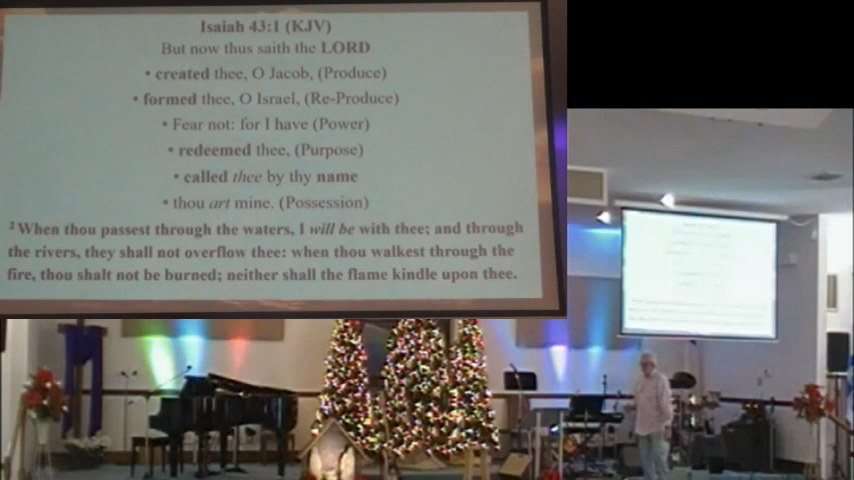 Isaiah 43:1 (KJV)
But now thus saith the LORD
• created thee, O Jacob, (Produce)
• formed thee, O Israel, (Re-Produce)
• Fear not: for I have (Power)
• redeemed thee, (Purpose)
• called thee by thy name
• thou art mine. (Possession)
2 When thou passest through the waters, I will be with thee; and through
the rivers, they shall not overflow thee: when thou walkest through the
fire, thou shalt not be burned; neither shall the flame kindle upon thee.